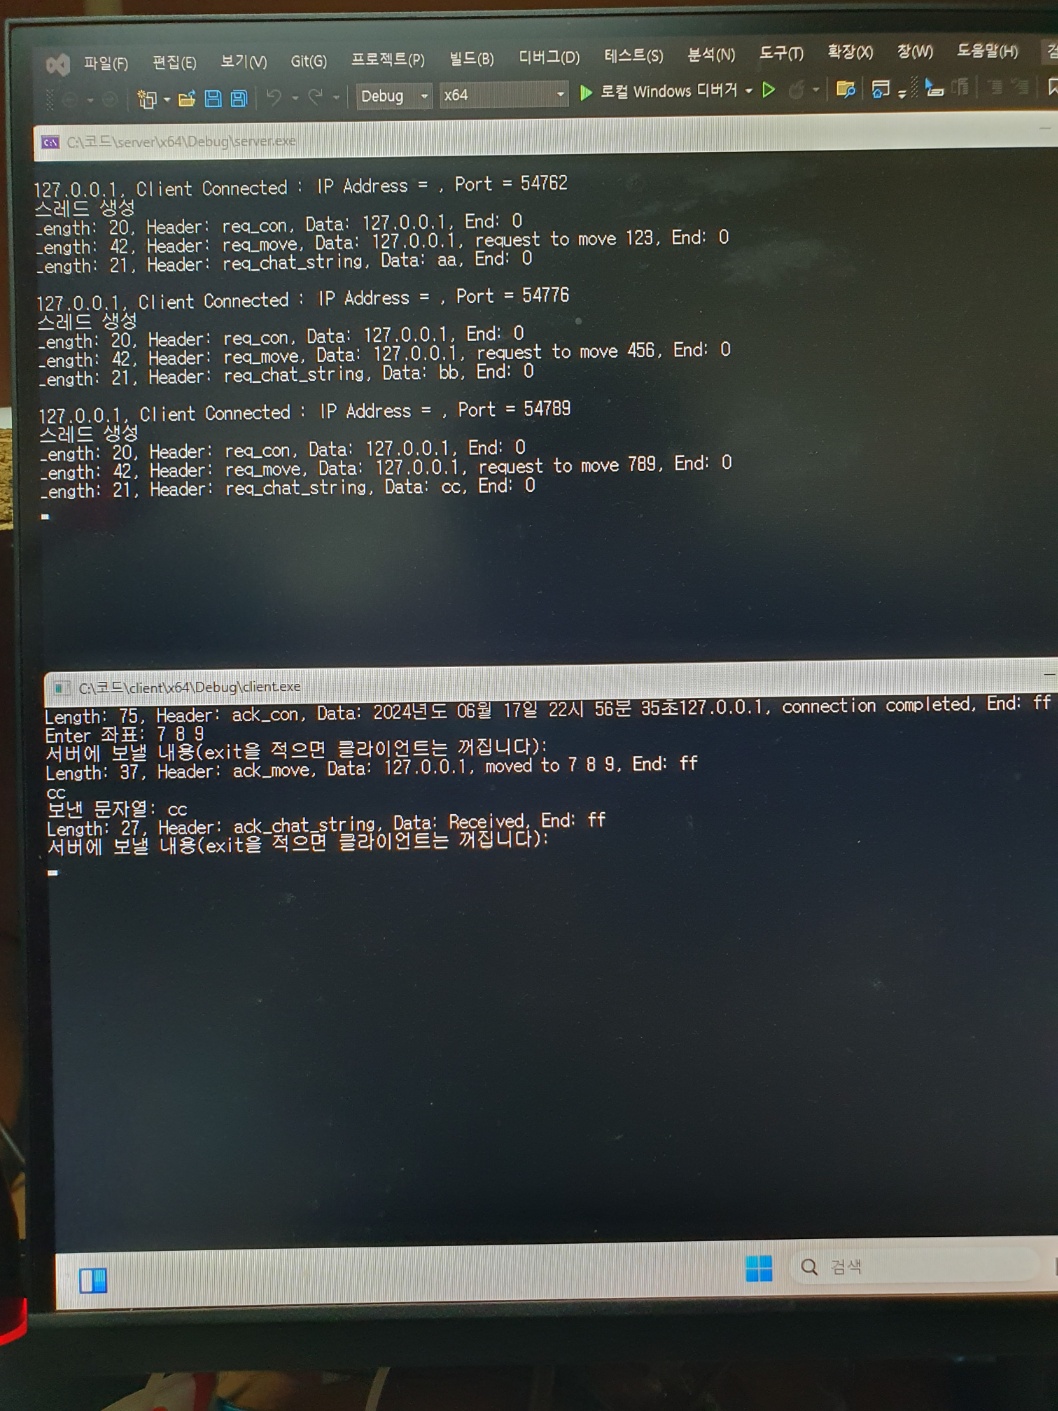 파일(F) 편집(E) 보기(V) Git(G) 프로젝트(P) 빌드(B) 디버그(D) 테스트(S) 분석(N) 도구(T) 확장(X) 창(W) 도움말(H)
Debug x64 로컬 Windows 디버거
C:\코드\server\x64\Debug\server.exe
127.0.0.1, Client Connected : IP Address = , Port = 54762
스레드 생성
Length: 20, Header: req_con, Data: 127.0.0.1, End: 0
Length: 42, Header: req_move, Data: 127.0.0.1, request to move 123, End: 0
Length: 21, Header: req_chat_string, Data: aa, End: 0
127.0.0.1, Client Connected : IP Address = , Port = 54776
스레드 생성
Length: 20, Header: req_con, Data: 127.0.0.1, End: 0
Length: 42, Header: req_move, Data: 127.0.0.1, request to move 456, End: 0
Length: 21, Header: req_chat_string, Data: bb, End: 0
127.0.0.1, Client Connected : IP Address = , Port = 54789
스레드 생성
Length: 20, Header: req_con, Data: 127.0.0.1, End: 0
Length: 42, Header: req_move, Data: 127.0.0.1, request to move 789, End: 0
Length: 21, Header: req_chat_string, Data: cc, End: 0
C:\코드\client\x64\Debug\client.exe
Length: 75, Header: ack_con, Data: 2024년도 06월 17일 22시 56분 35초127.0.0.1, connection completed, End: ff
Enter 좌표: 7 8 9
서버에 보낼 내용(exit을 적으면 클라이언트는 꺼집니다):
Length: 37, Header: ack_move, Data: 127.0.0.1, moved to 7 8 9, End: ff
cc
보낸 문자열: cc
Length: 27, Header: ack_chat_string, Data: Received, End: ff
서버에 보낼 내용(exit을 적으면 클라이언트는 꺼집니다):
검색